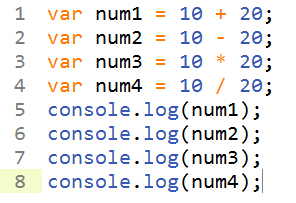 1 var num1 = 10 + 20;
2 var num2 = 10 - 20;
3 var num3 = 10 * 20;
4 var num4 = 10 / 20;
5 console.log(num1);
6 console.log(num2);
7 console.log(num3);
8 console.log(num4);